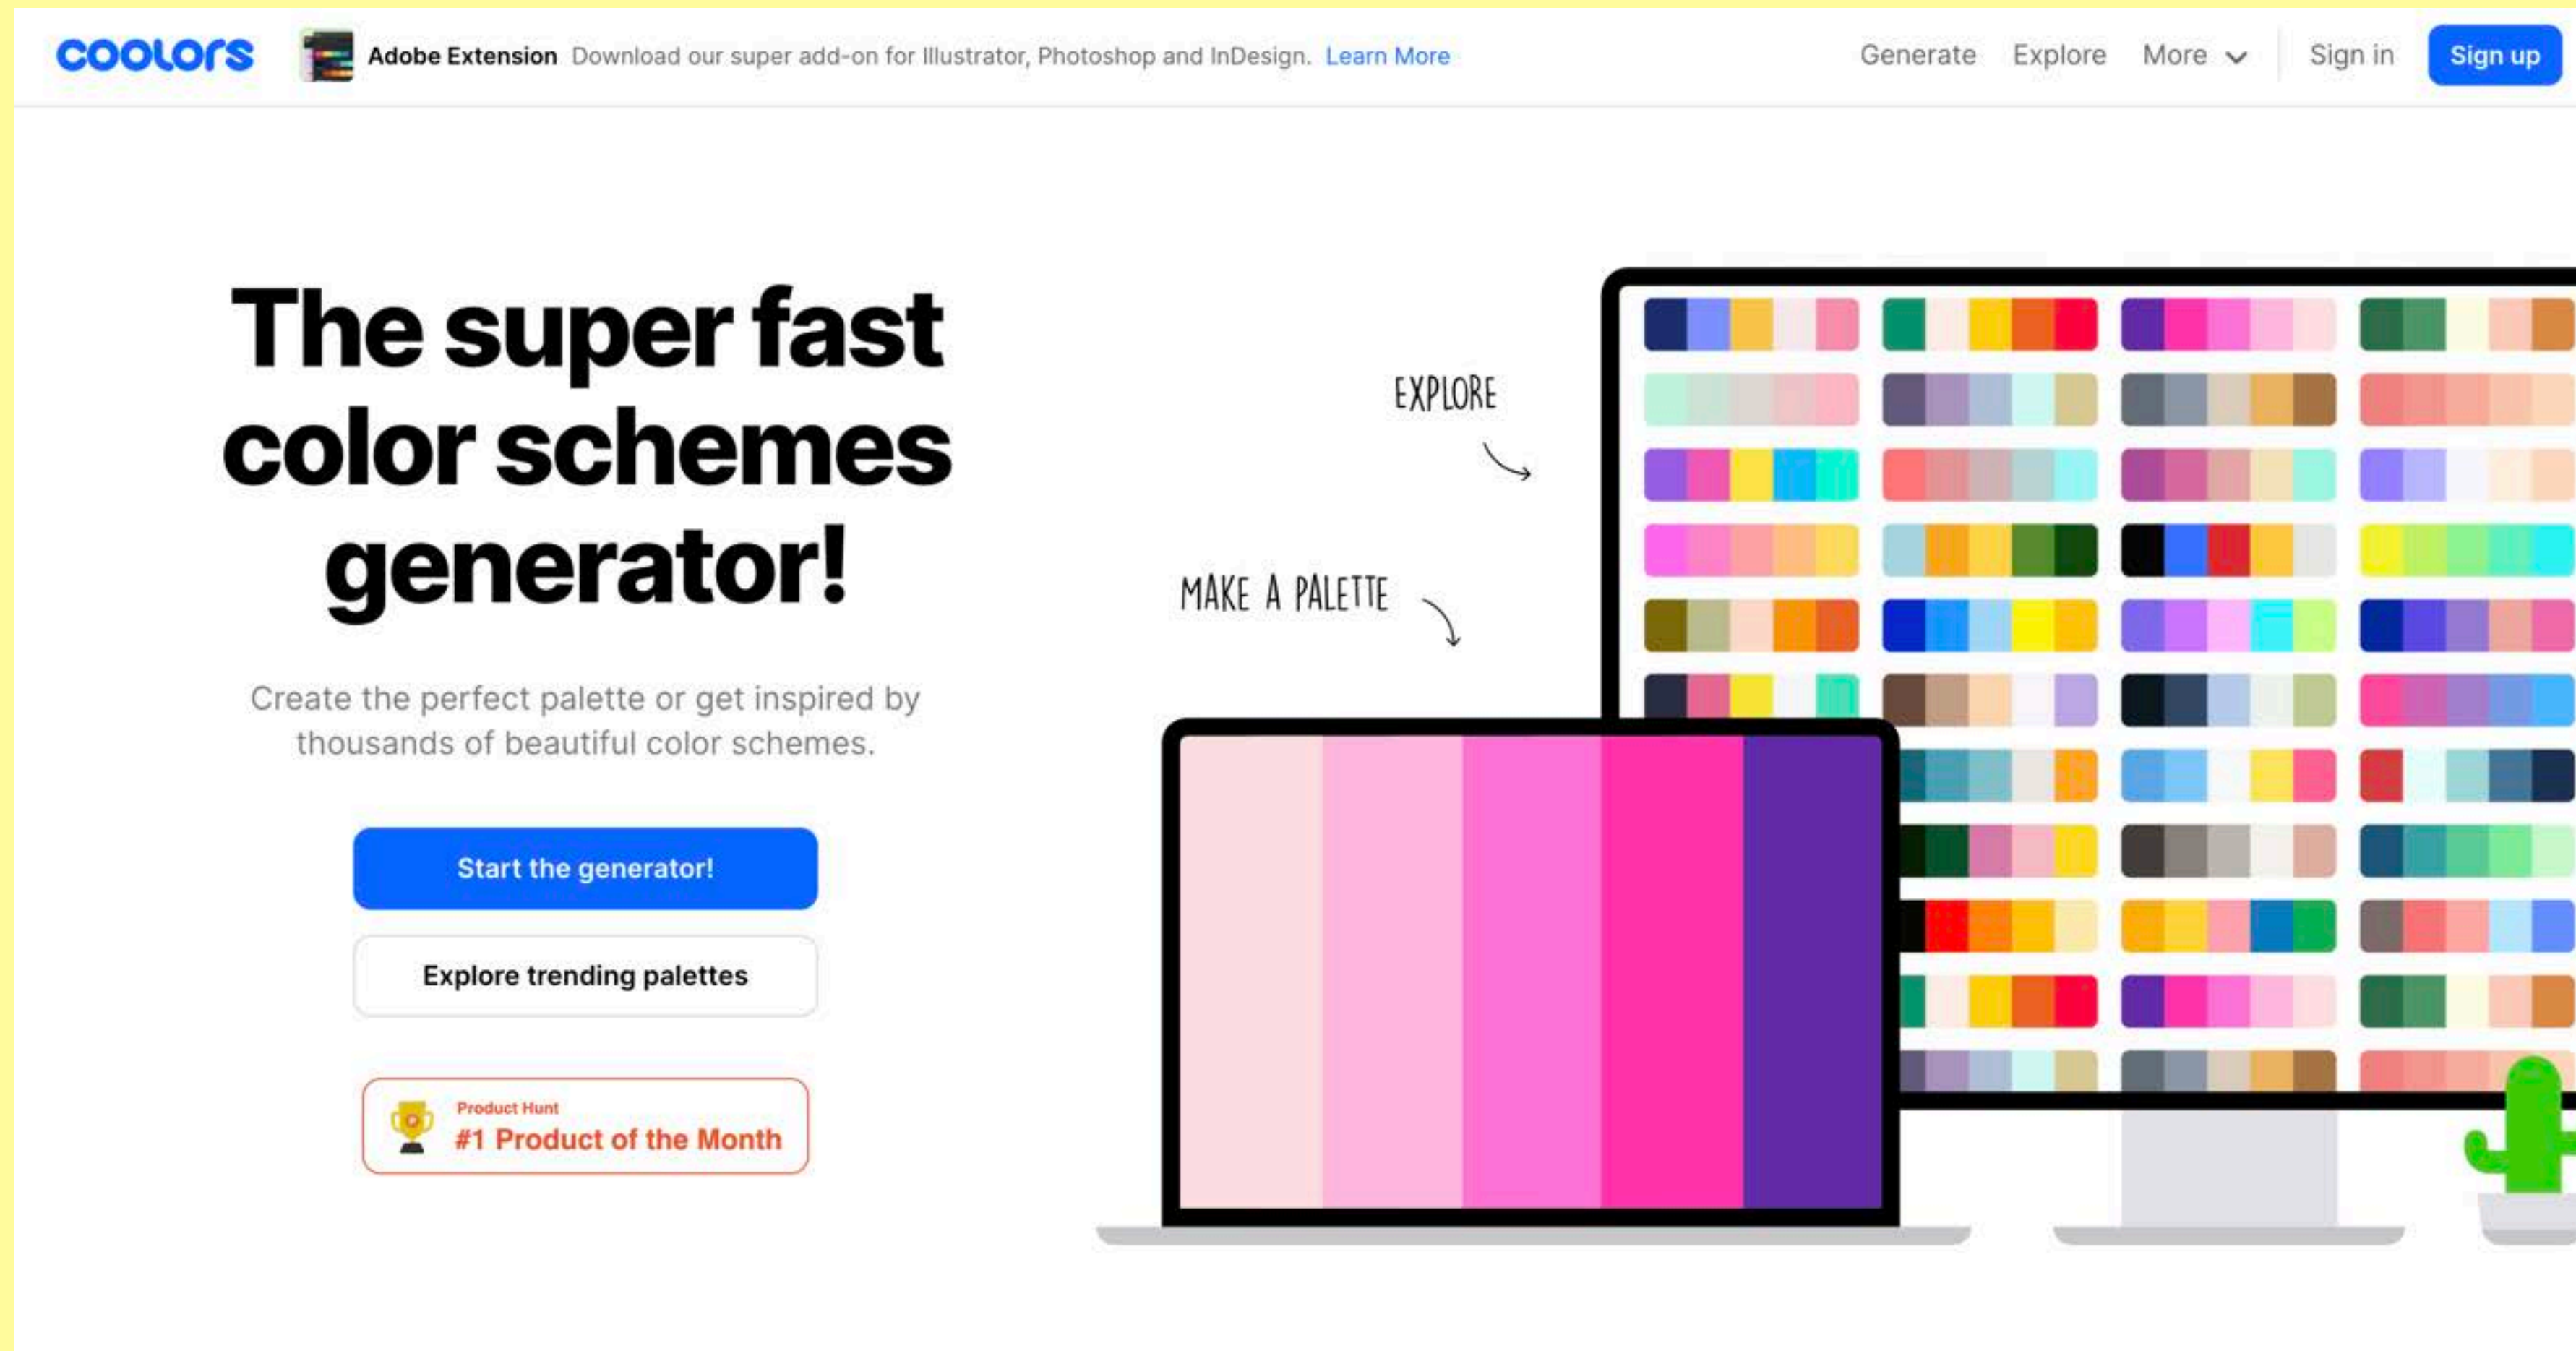 coolors
Adobe Extension Download our super add-on for Illustrator, Photoshop and InDesign. Learn More
Generate Explore More Sign in Sign up
The super fast
color schemes
generator!
Create the perfect palette or get inspired by
thousands of beautiful color schemes.
Start the generator!
Explore trending palettes
Product Hunt
#1 Product of the Month
EXPLORE
MAKE A PALETTE